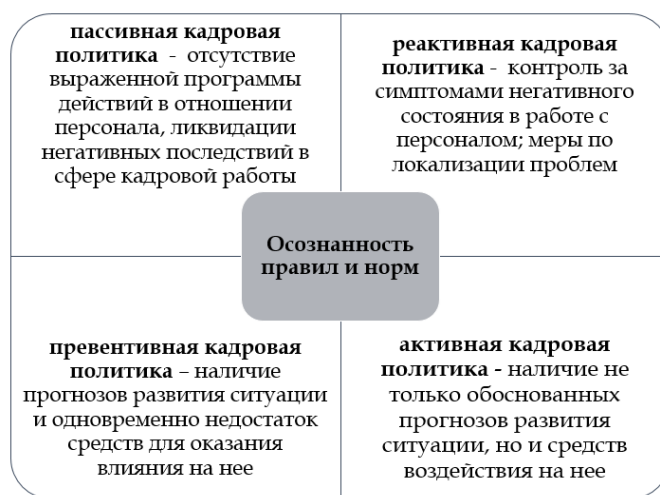 пассивная кадровая
политика - отсутствие
выраженной программы
действий в отношении
персонала, ликвидации
негативных последствий в
сфере кадровой работы
реактивная кадровая
политика - контроль за
симптомами негативного
состояния в работе с
персоналом; меры по
локализации проблем
Осознанность
правил и норм
превентивная кадровая
политика – наличие
прогнозов развития ситуации
и одновременно недостаток
средств для оказания
влияния на нее
активная кадровая
политика - наличие не
только обоснованных
прогнозов развития
ситуации, но и средств
воздействия на нее